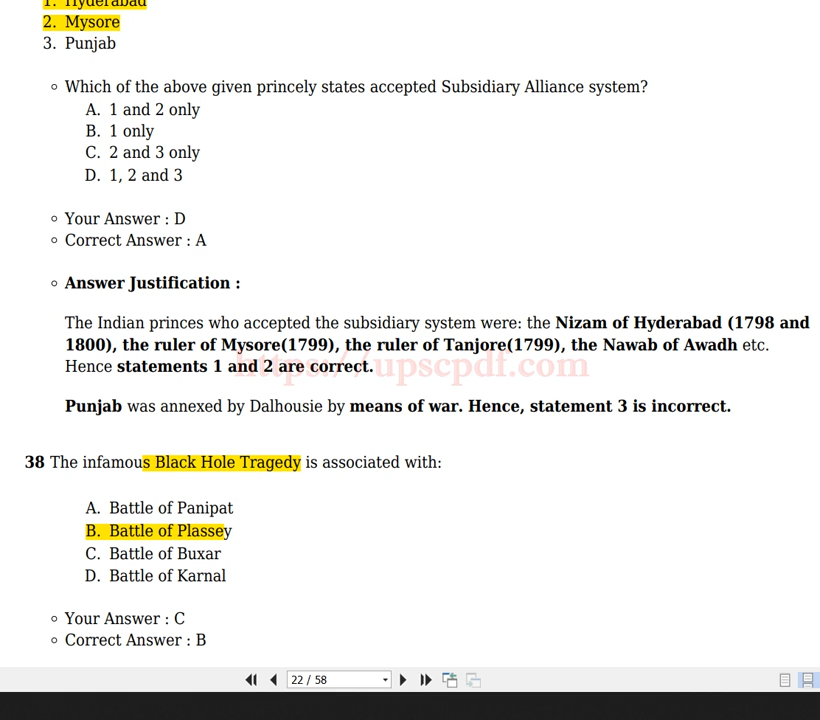 1. Hyderabad
2. Mysore
3. Punjab
Which of the above given princely states accepted Subsidiary Alliance system?
A. 1 and 2 only
B. 1 only
C. 2 and 3 only
D. 1, 2 and 3
Your Answer : D
Correct Answer : A
Answer Justification :
The Indian princes who accepted the subsidiary system were: the Nizam of Hyderabad (1798 and
1800), the ruler of Mysore(1799), the ruler of Tanjore(1799), the Nawab of Awadh etc.
Hence statements 1 and 2 are correct.
https://upscpdf.com
Punjab was annexed by Dalhousie by means of war. Hence, statement 3 is incorrect.
38 The infamous Black Hole Tragedy is associated with:
A. Battle of Panipat
B. Battle of Plassey
C. Battle of Buxar
D. Battle of Karnal
Your Answer : C
Correct Answer : B
22 / 58